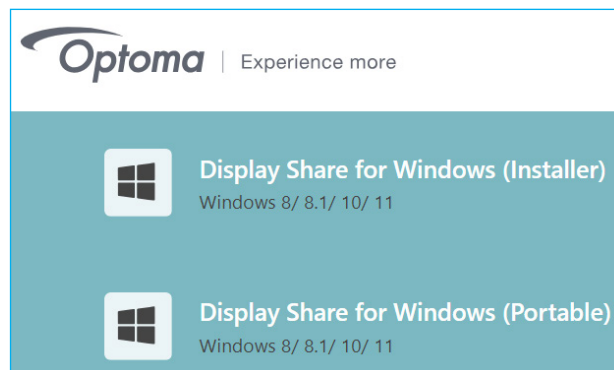 Optoma | Experience more
Display Share for Windows (Installer)
Windows 8/ 8.1/ 10/ 11
Display Share for Windows (Portable)
Windows 8/ 8.1/ 10/ 11